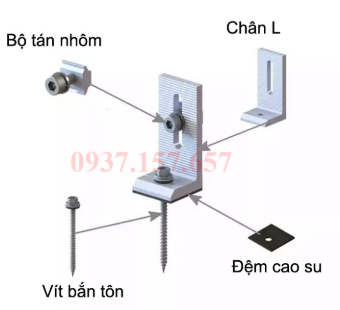 Bộ tán nhôm
Chân L
0937.157.657
Vít bắn tôn
Đệm cao su